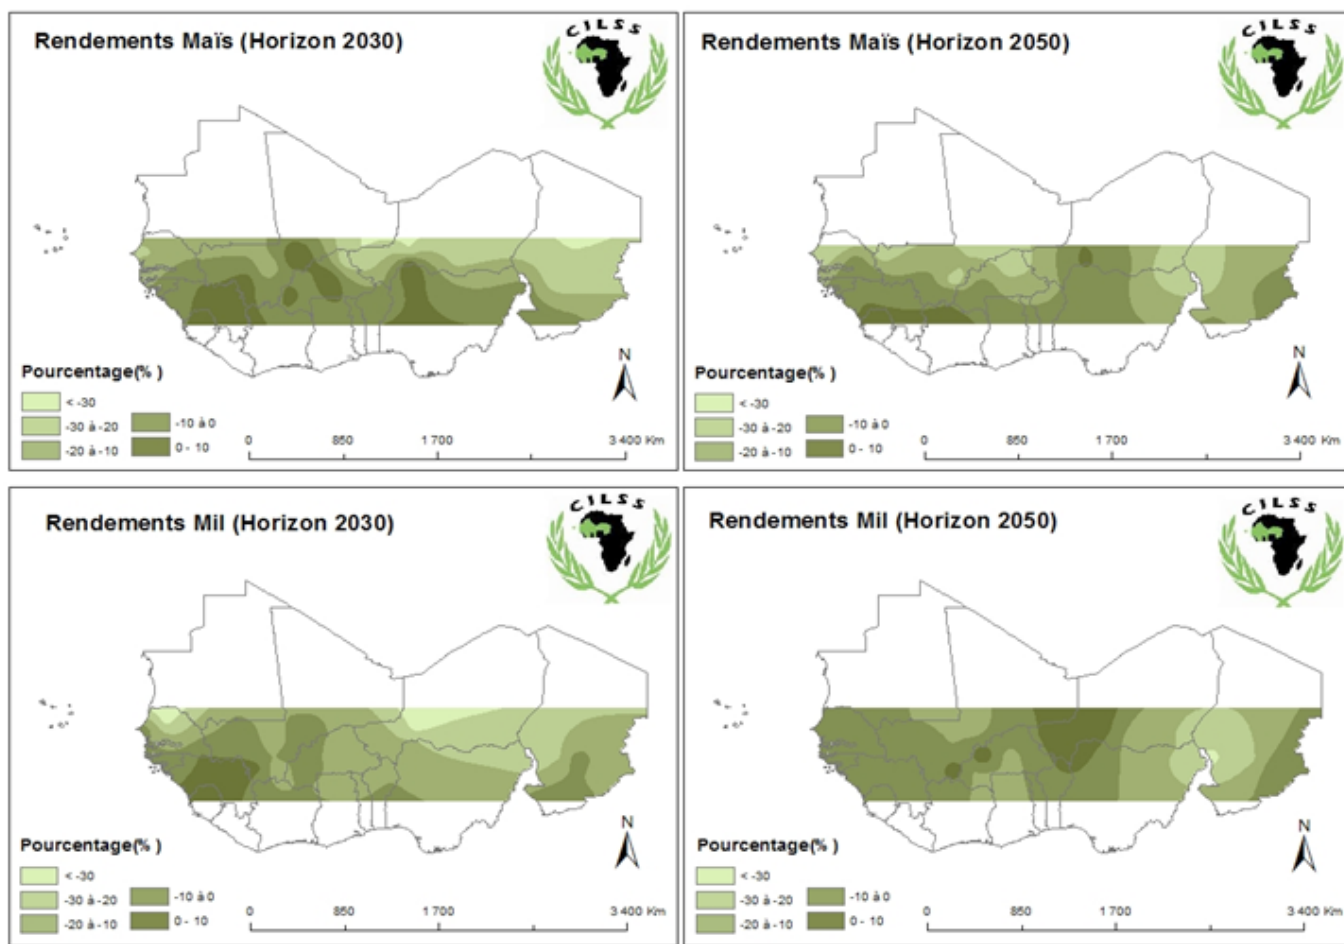 Rendements Maïs (Horizon 2030)
CILSS
N
Pourcentage(% )
< -30
-30 à -20
-20 à -10
-10 à 0
0 - 10
0 850 1 700 3 400 Km
Rendements Maïs (Horizon 2050)
CILSS
N
Pourcentage(% )
< -30
-30 à -20
-20 à -10
-10 à 0
0 - 10
0 850 1 700 3 400 Km
Rendements Mil (Horizon 2030)
CILSS
N
Pourcentage(% )
< -30
-30 à -20
-20 à -10
-10 à 0
0 - 10
0 850 1 700 3 400 Km
Rendements Mil (Horizon 2050)
CILSS
N
Pourcentage(% )
< -30
-30 à -20
-20 à -10
-10 à 0
0 - 10
0 850 1 700 3 400 Km